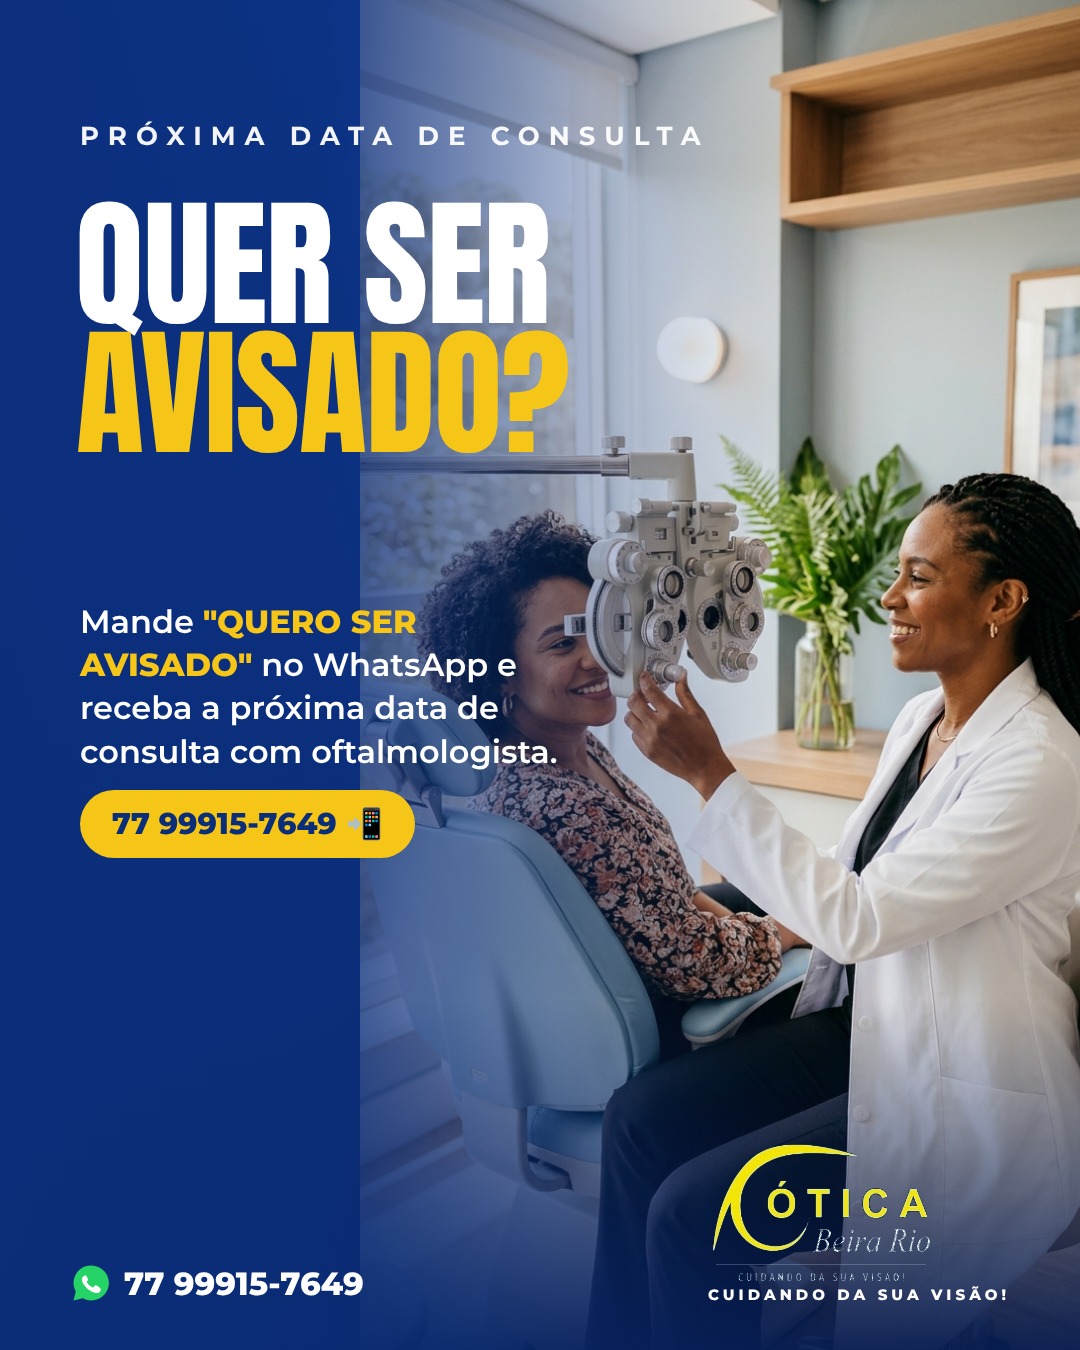 PRÓXIMA DATA DE CONSULTA
QUER SER
AVISADO?
Mande "QUERO SER
AVISADO" no WhatsApp e
receba a próxima data de
consulta com oftalmologista.
77 99915-7649 📲
77 99915-7649
ÓTICA
Beira Rio
CUIDANDO DA SUA VISÃO!
CUIDANDO DA SUA VISÃO!